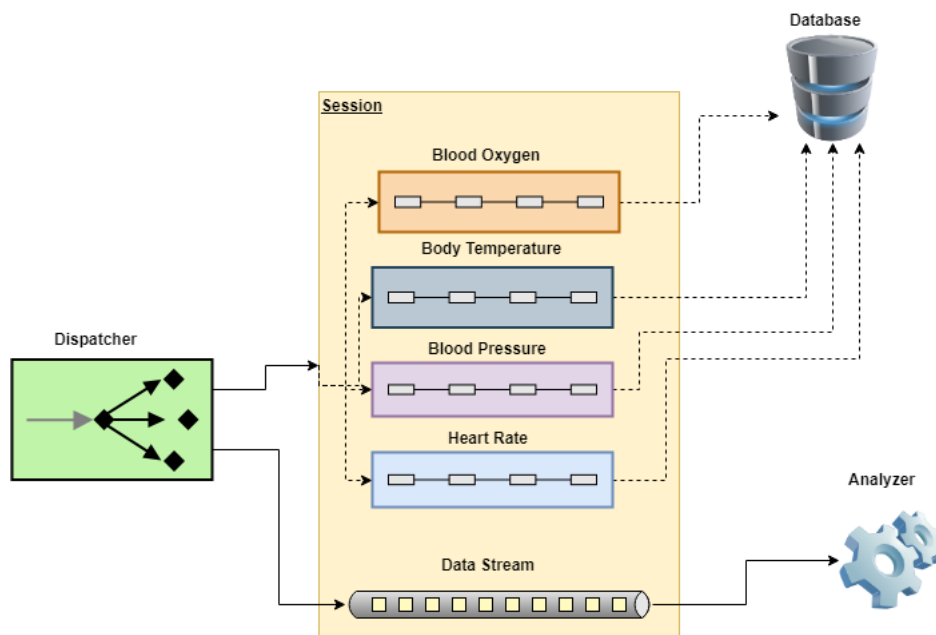 Database
Session
Blood Oxygen
Body Temperature
Dispatcher
Blood Pressure
Heart Rate
Analyzer
Data Stream